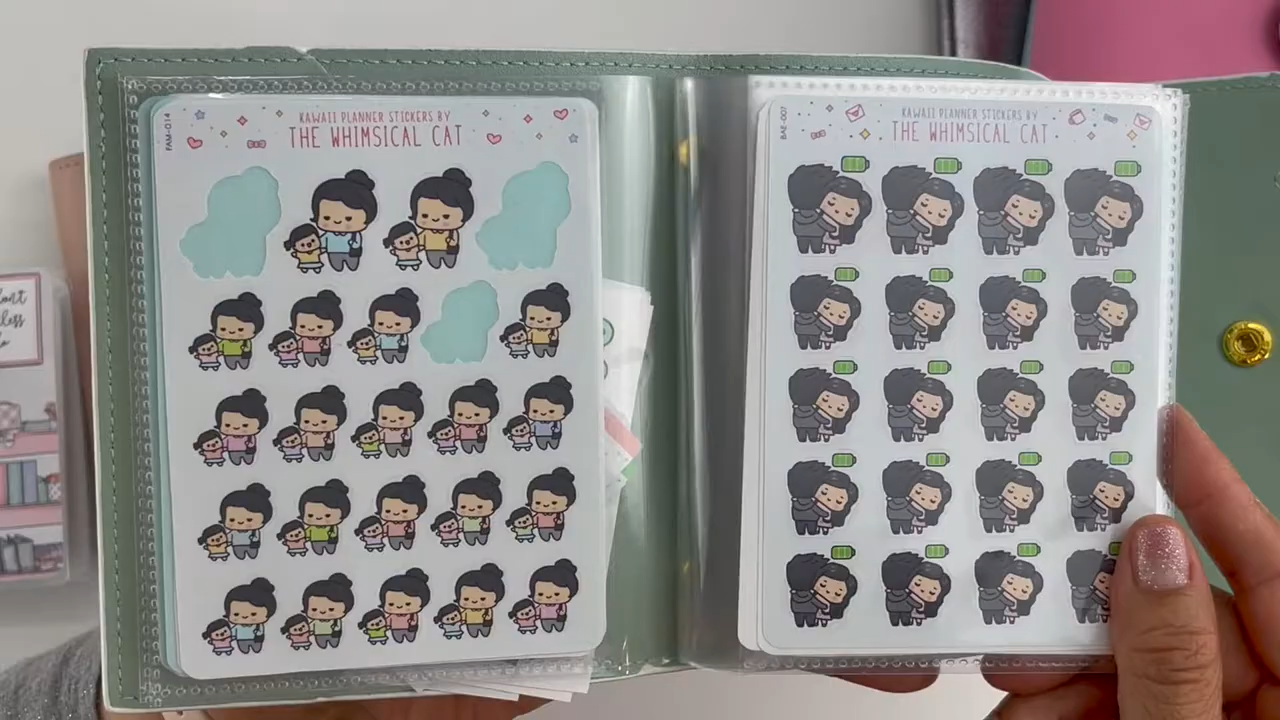 FAM-014
KAWAII PLANNER STICKERS BY
THE WHIMSICAL CAT
BAE-007
KAWAII PLANNER STICKERS BY
THE WHIMSICAL CAT